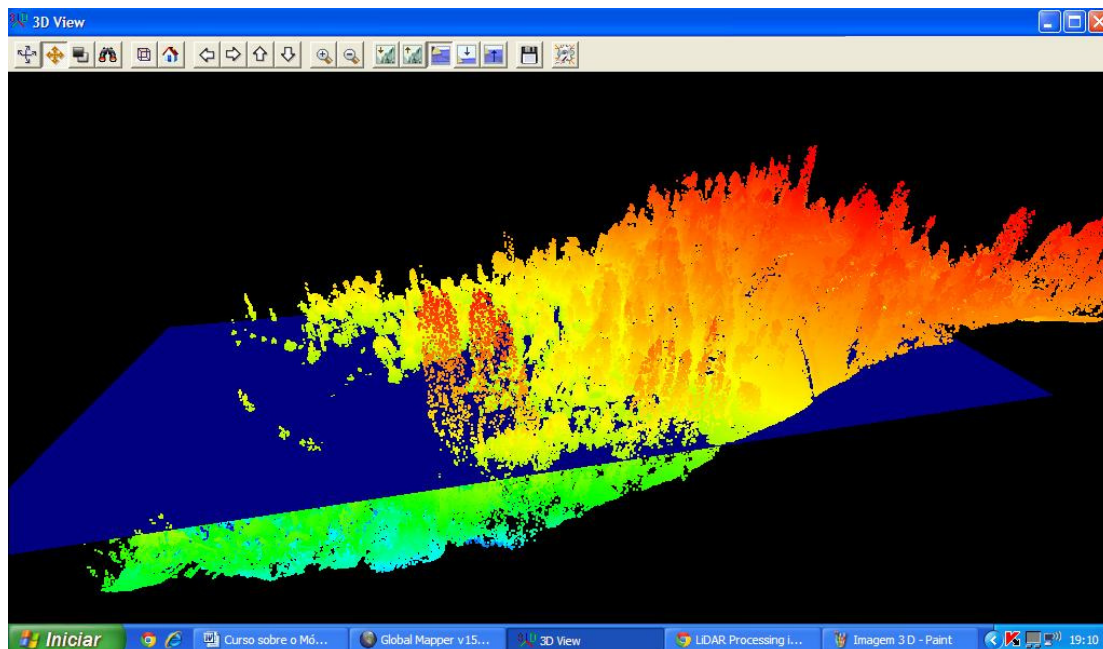 3D View
Iniciar
Curso sobre o Mó...
Global Mapper v15...
3D View
LiDAR Processing i...
Imagem 3D - Paint
19:10